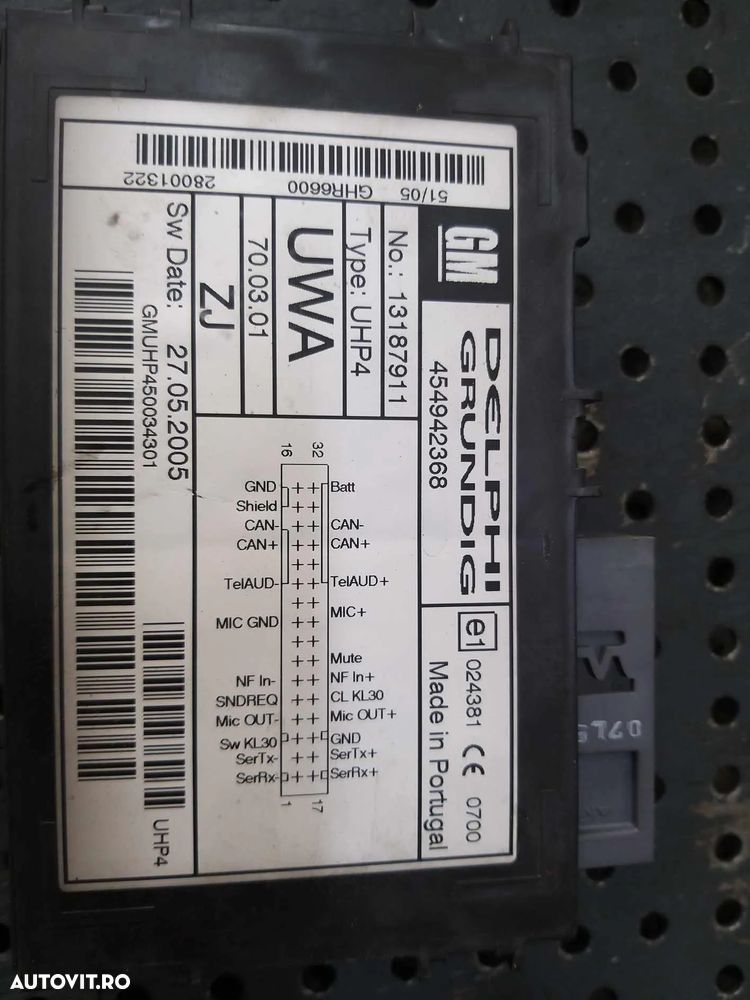 51/05 GHR6600 28001322
GM
DELPHI
GRUNDIG
454942368
e1 024381 CE 0700
Made in Portugal
No.: 13187911
Type: UHP4
UWA
70.03.01
ZJ
Sw Date: 27.05.2005
GMUHP450034301
UHP4
16 32
GND Batt
Shield
CAN- CAN-
CAN+ CAN+
TelAUD- TelAUD+
MIC GND MIC+
Mute
NF In- NF In+
SNDREQ CL KL30
Mic OUT- Mic OUT+
Sw KL30 GND
SerTx- SerTx+
SerRx- SerRx+
1 17
AUTOVIT.RO